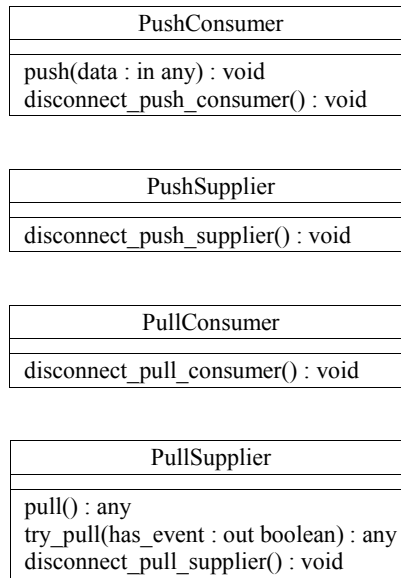 PushConsumer
push(data : in any) : void
disconnect_push_consumer() : void
PushSupplier
disconnect_push_supplier() : void
PullConsumer
disconnect_pull_consumer() : void
PullSupplier
pull() : any
try_pull(has_event : out boolean) : any
disconnect_pull_supplier() : void